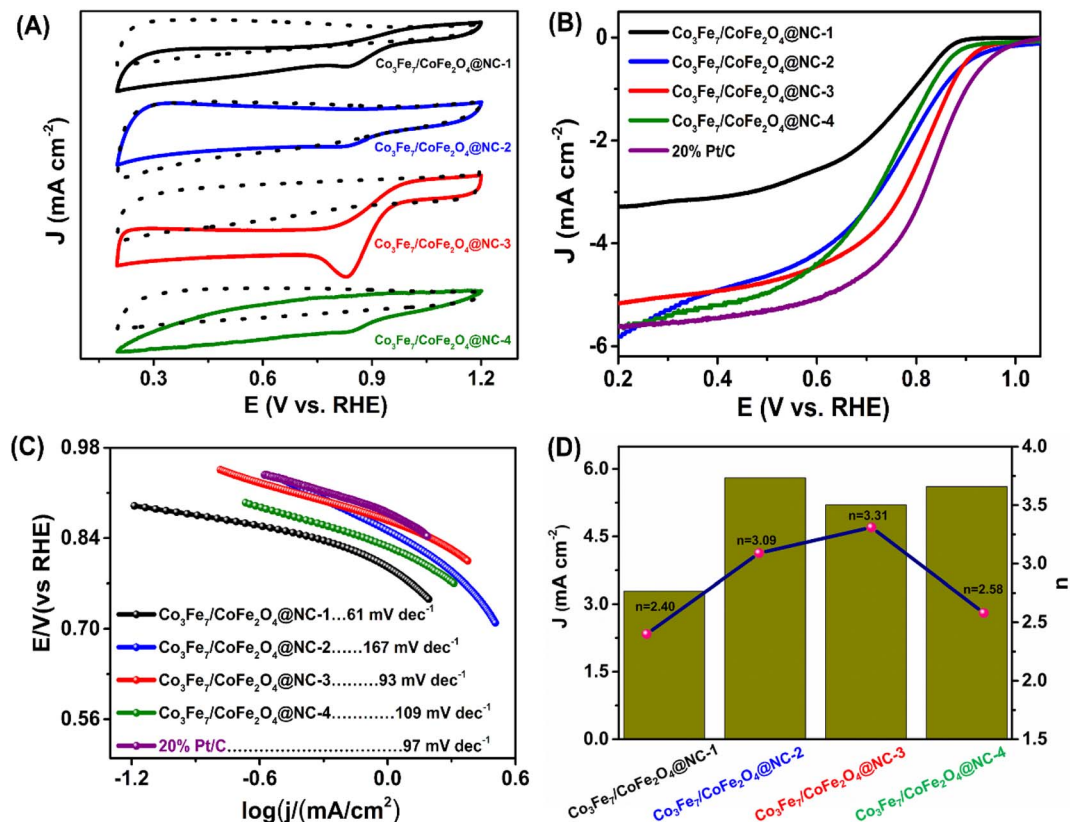 (A)
Co₃Fe₇/CoFe₂O₄@NC-1
Co₃Fe₇/CoFe₂O₄@NC-2
Co₃Fe₇/CoFe₂O₄@NC-3
Co₃Fe₇/CoFe₂O₄@NC-4
J (mA cm⁻²)
0.3 0.6 0.9 1.2
E (V vs. RHE)
(B)
Co₃Fe₇/CoFe₂O₄@NC-1
Co₃Fe₇/CoFe₂O₄@NC-2
Co₃Fe₇/CoFe₂O₄@NC-3
Co₃Fe₇/CoFe₂O₄@NC-4
20% Pt/C
J (mA cm⁻²)
0
-2
-4
-6
0.2 0.4 0.6 0.8 1.0
E (V vs. RHE)
(C)
E/V(vs RHE)
0.98
0.84
0.70
0.56
Co₃Fe₇/CoFe₂O₄@NC-1...61 mV dec⁻¹
Co₃Fe₇/CoFe₂O₄@NC-2......167 mV dec⁻¹
Co₃Fe₇/CoFe₂O₄@NC-3.........93 mV dec⁻¹
Co₃Fe₇/CoFe₂O₄@NC-4............109 mV dec⁻¹
20% Pt/C...............................97 mV dec⁻¹
-1.2 -0.6 0.0 0.6
log(j/(mA/cm²)
(D)
J (mA cm⁻²)
6.0
4.5
3.0
1.5
0.0
n=2.40
n=3.09
n=3.31
n=2.58
4.0
3.5
3.0
2.5
2.0
1.5
n
Co₃Fe₇/CoFe₂O₄@NC-1
Co₃Fe₇/CoFe₂O₄@NC-2
Co₃Fe₇/CoFe₂O₄@NC-3
Co₃Fe₇/CoFe₂O₄@NC-4